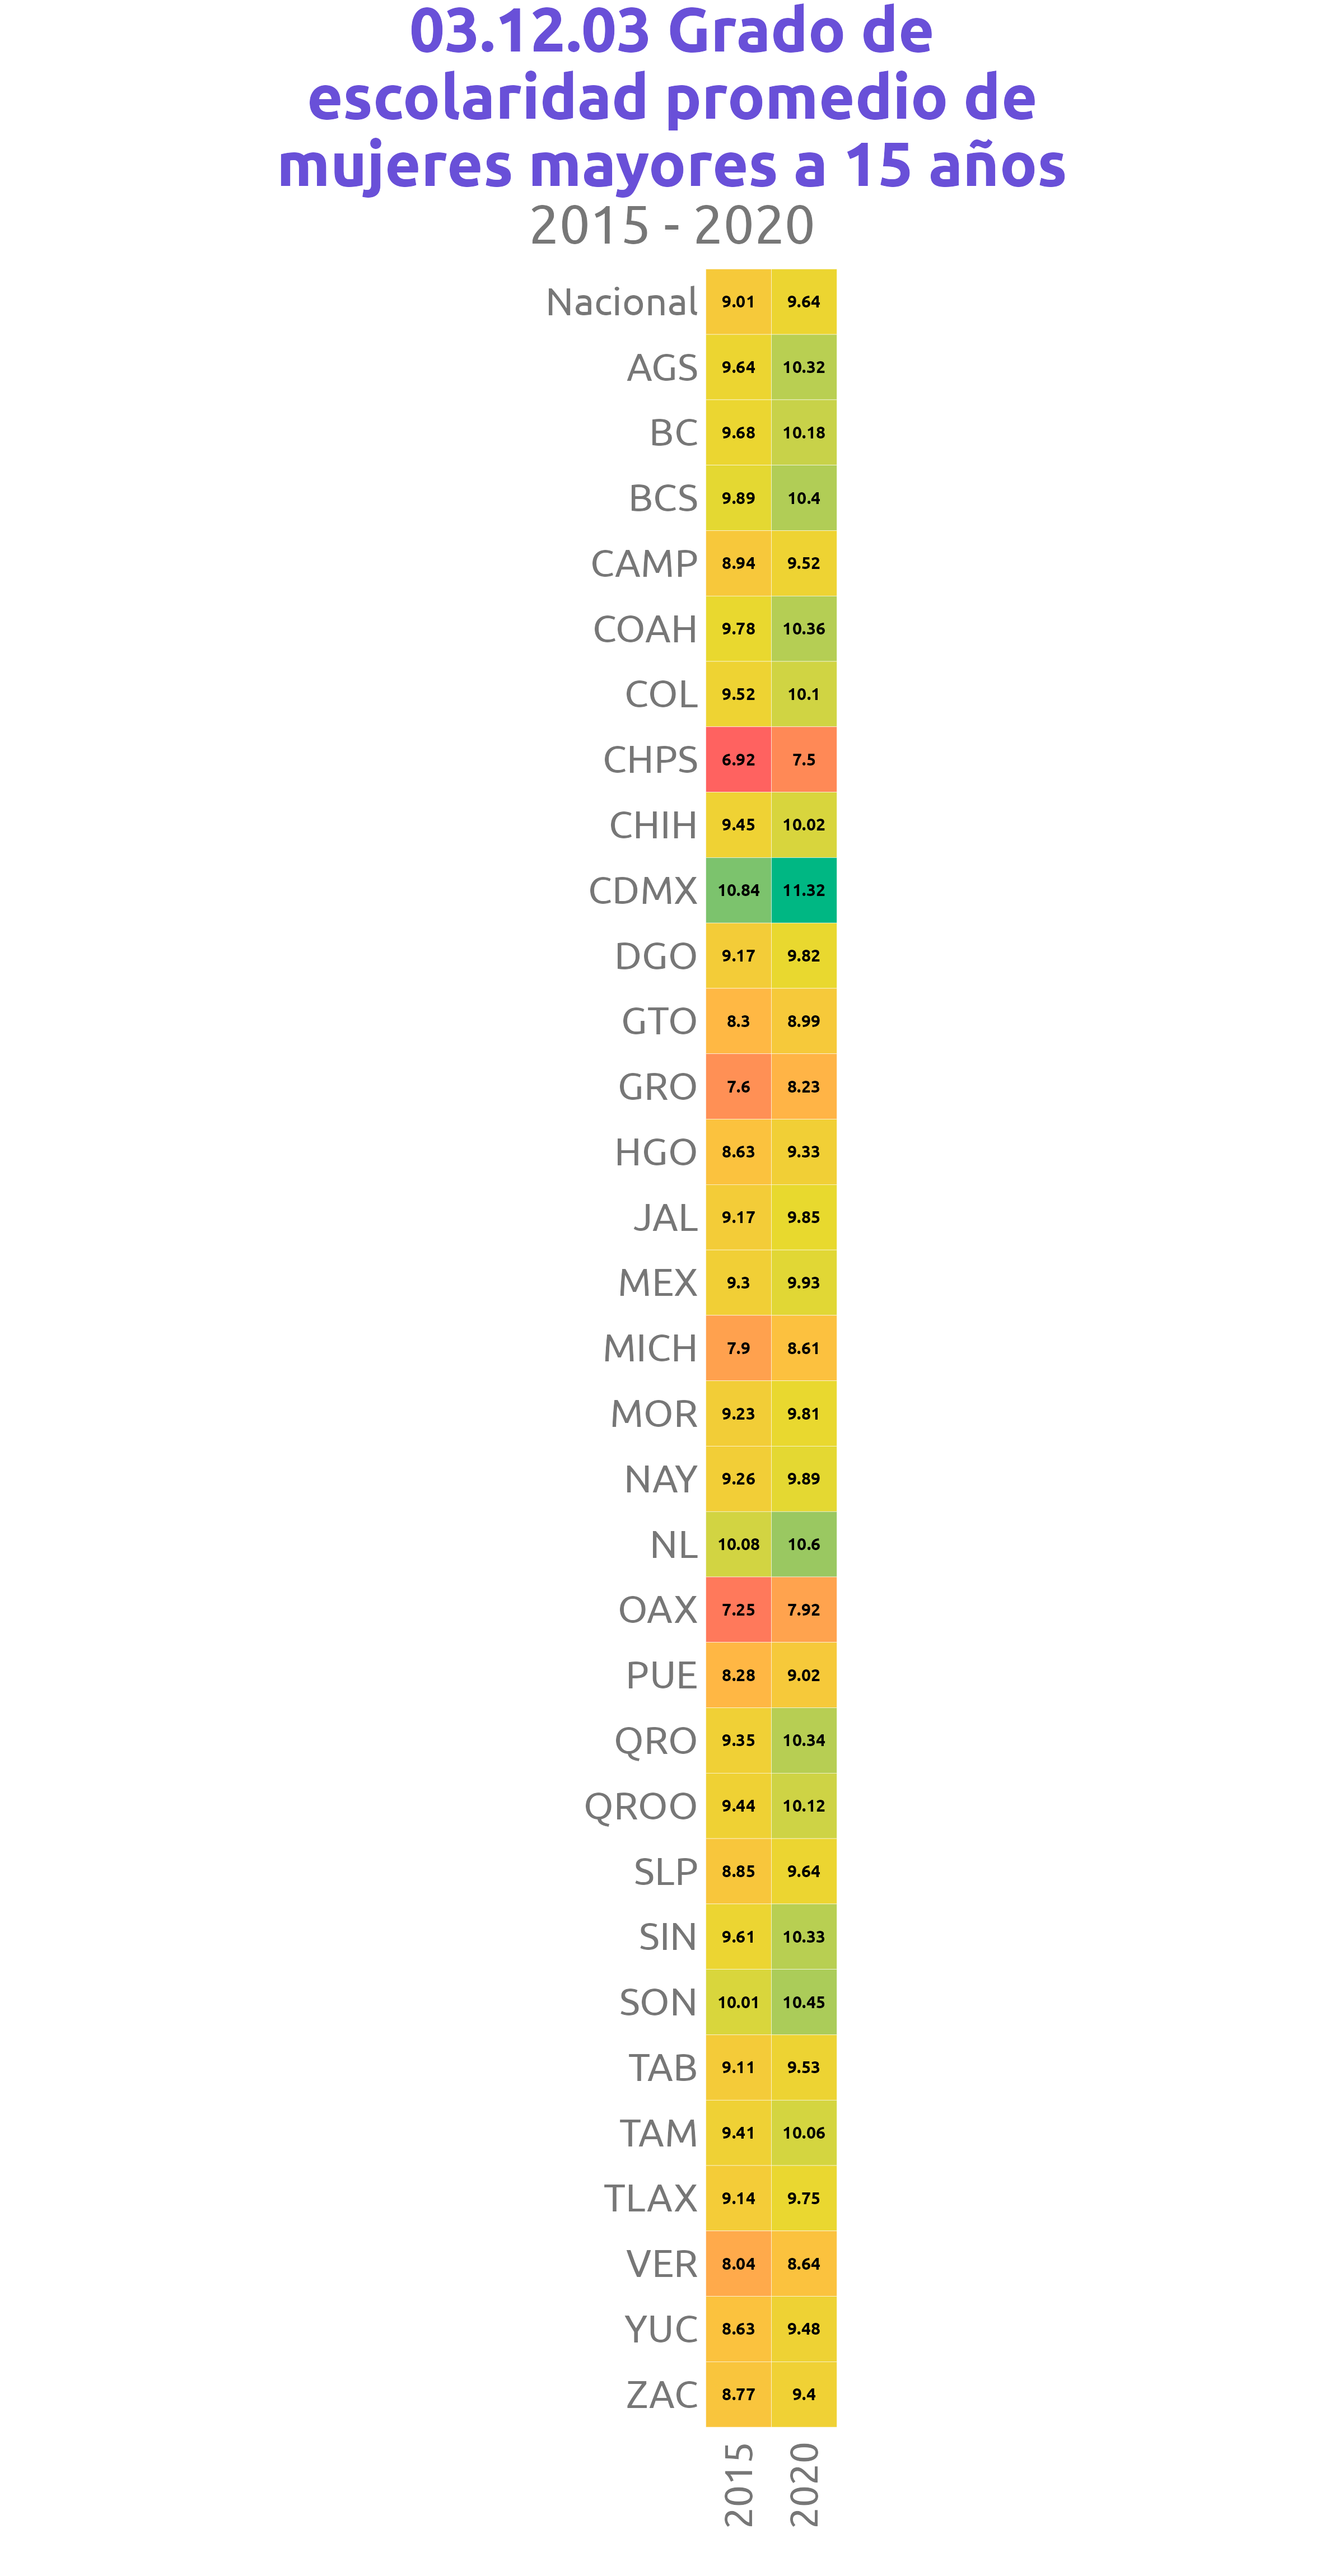 03.12.03 Grado de
escolaridad promedio de
mujeres mayores a 15 años
2015 - 2020
Nacional 9.01 9.64
AGS 9.64 10.32
BC 9.68 10.18
BCS 9.89 10.4
CAMP 8.94 9.52
COAH 9.78 10.36
COL 9.52 10.1
CHPS 6.92 7.5
CHIH 9.45 10.02
CDMX 10.84 11.32
DGO 9.17 9.82
GTO 8.3 8.99
GRO 7.6 8.23
HGO 8.63 9.33
JAL 9.17 9.85
MEX 9.3 9.93
MICH 7.9 8.61
MOR 9.23 9.81
NAY 9.26 9.89
NL 10.08 10.6
OAX 7.25 7.92
PUE 8.28 9.02
QRO 9.35 10.34
QROO 9.44 10.12
SLP 8.85 9.64
SIN 9.61 10.33
SON 10.01 10.45
TAB 9.11 9.53
TAM 9.41 10.06
TLAX 9.14 9.75
VER 8.04 8.64
YUC 8.63 9.48
ZAC 8.77 9.4
2015 2020